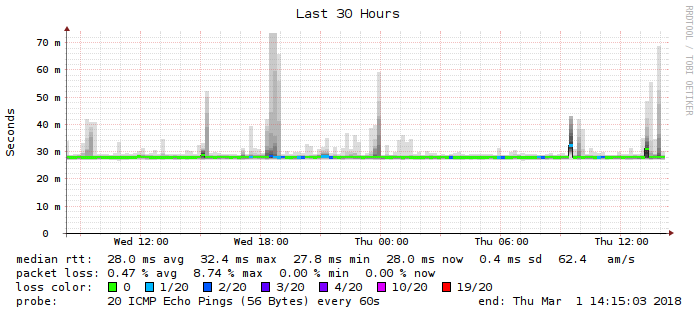 Last 30 Hours
RRDTOOL / TOBI OETIKER
Seconds
70 m
60 m
50 m
40 m
30 m
20 m
10 m
0
Wed 12:00 Wed 18:00 Thu 00:00 Thu 06:00 Thu 12:00
median rtt: 28.0 ms avg 32.4 ms max 27.8 ms min 28.0 ms now 0.4 ms sd 62.4 am/s
packet loss: 0.47 % avg 8.74 % max 0.00 % min 0.00 % now
loss color: 0 1/20 2/20 3/20 4/20 10/20 19/20
probe: 20 ICMP Echo Pings (56 Bytes) every 60s end: Thu Mar 1 14:15:03 2018